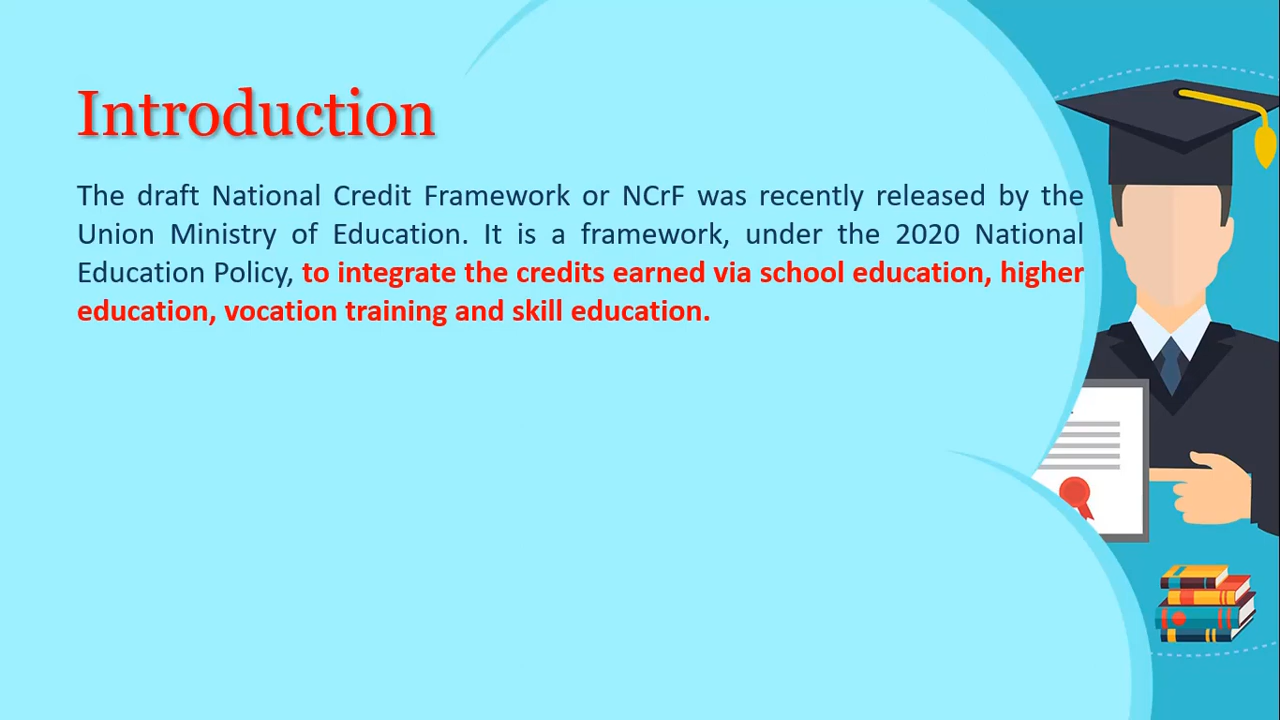 Introduction
The draft National Credit Framework or NCrF was recently released by the
Union Ministry of Education. It is a framework, under the 2020 National
Education Policy, to integrate the credits earned via school education, higher
education, vocation training and skill education.